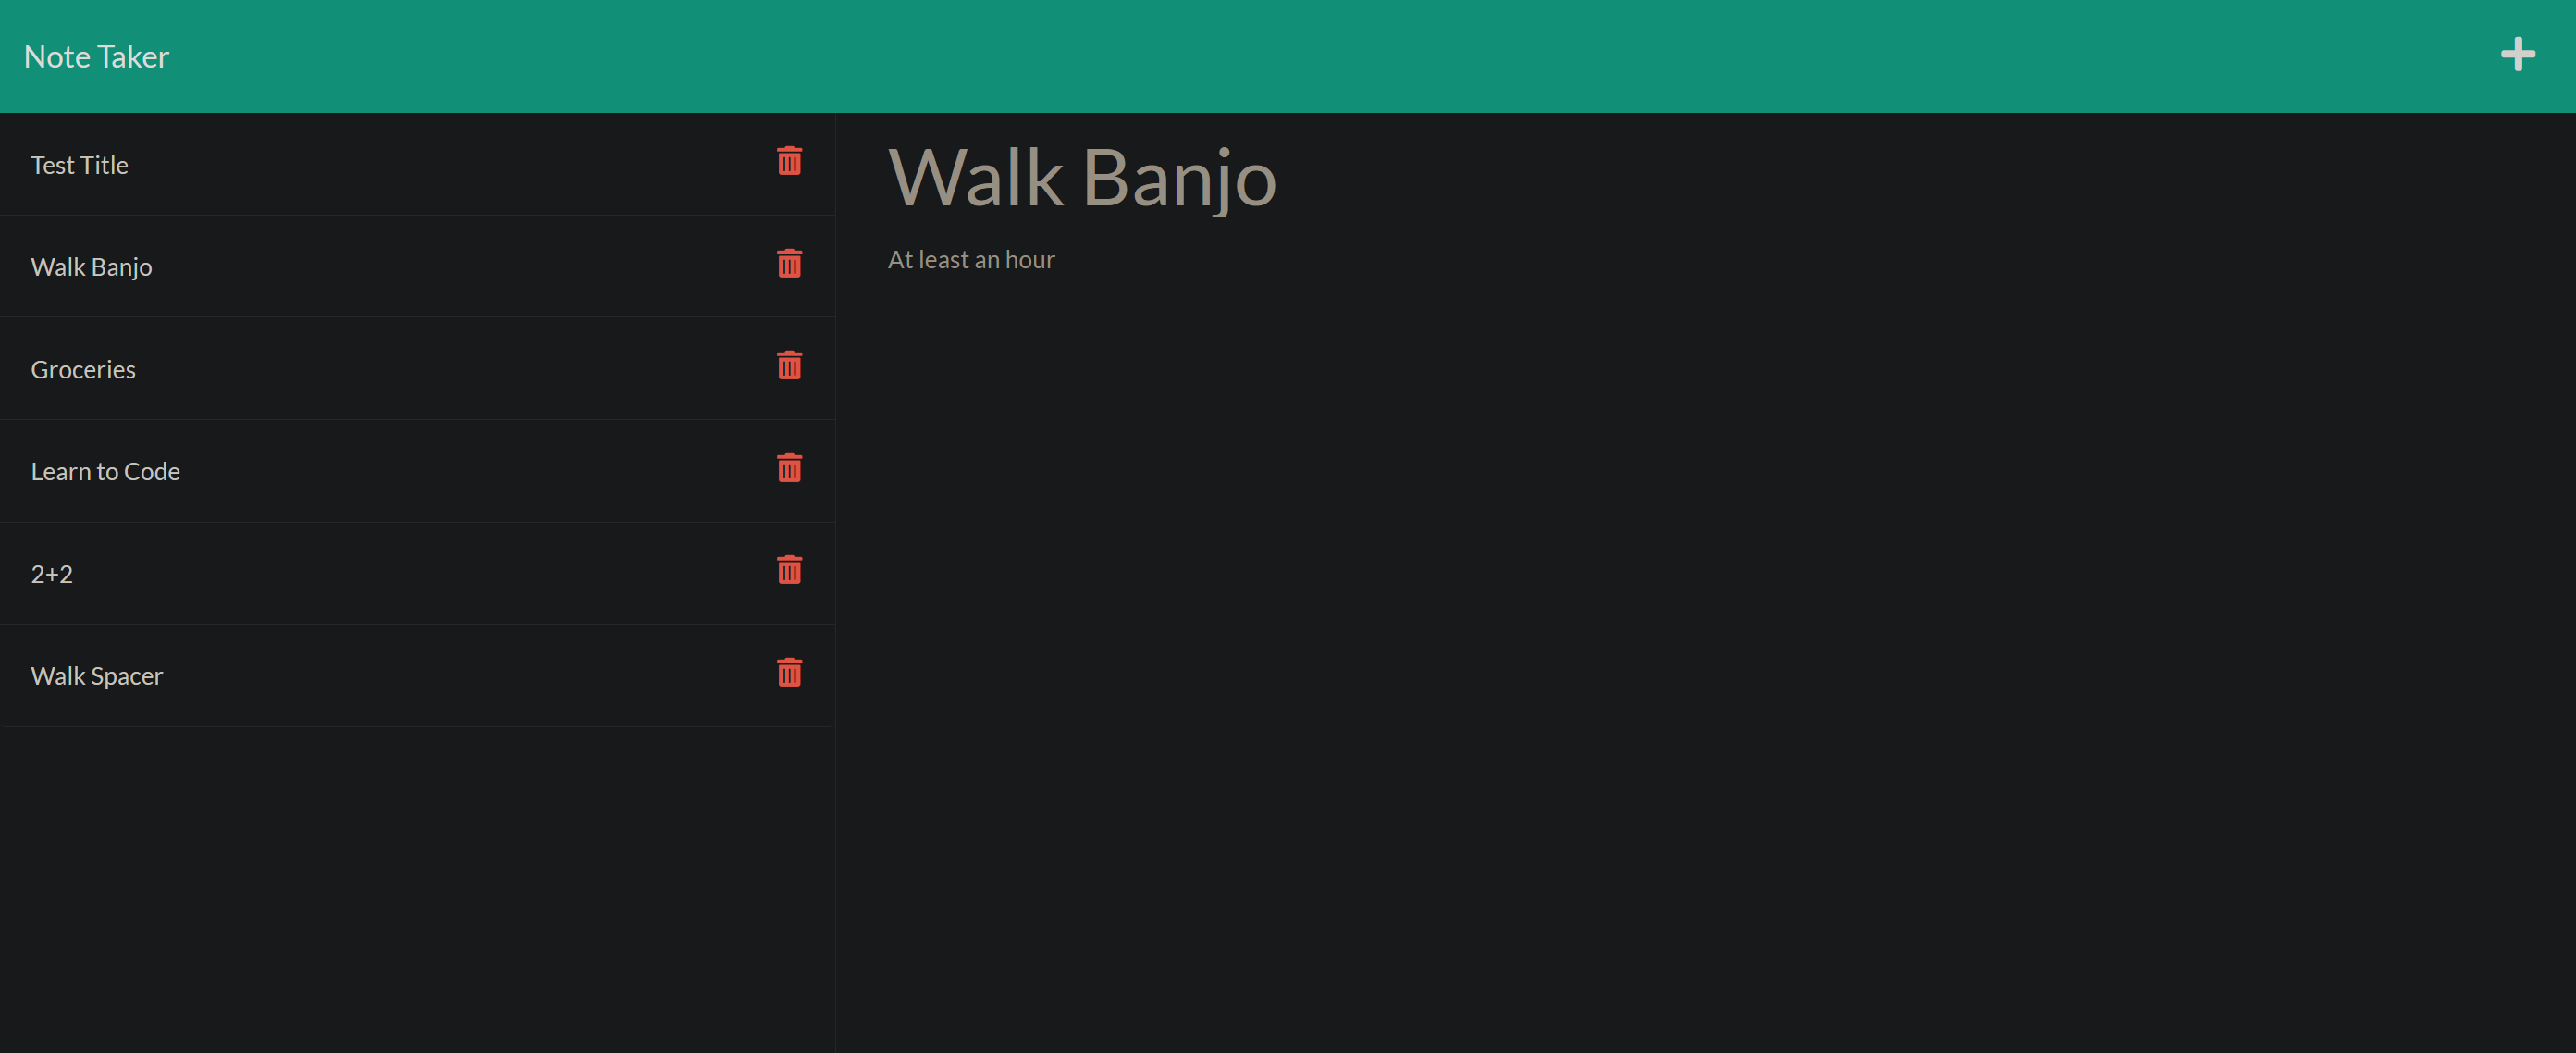 Note Taker
Test Title
Walk Banjo
Groceries
Learn to Code
2+2
Walk Spacer
Walk Banjo
At least an hour